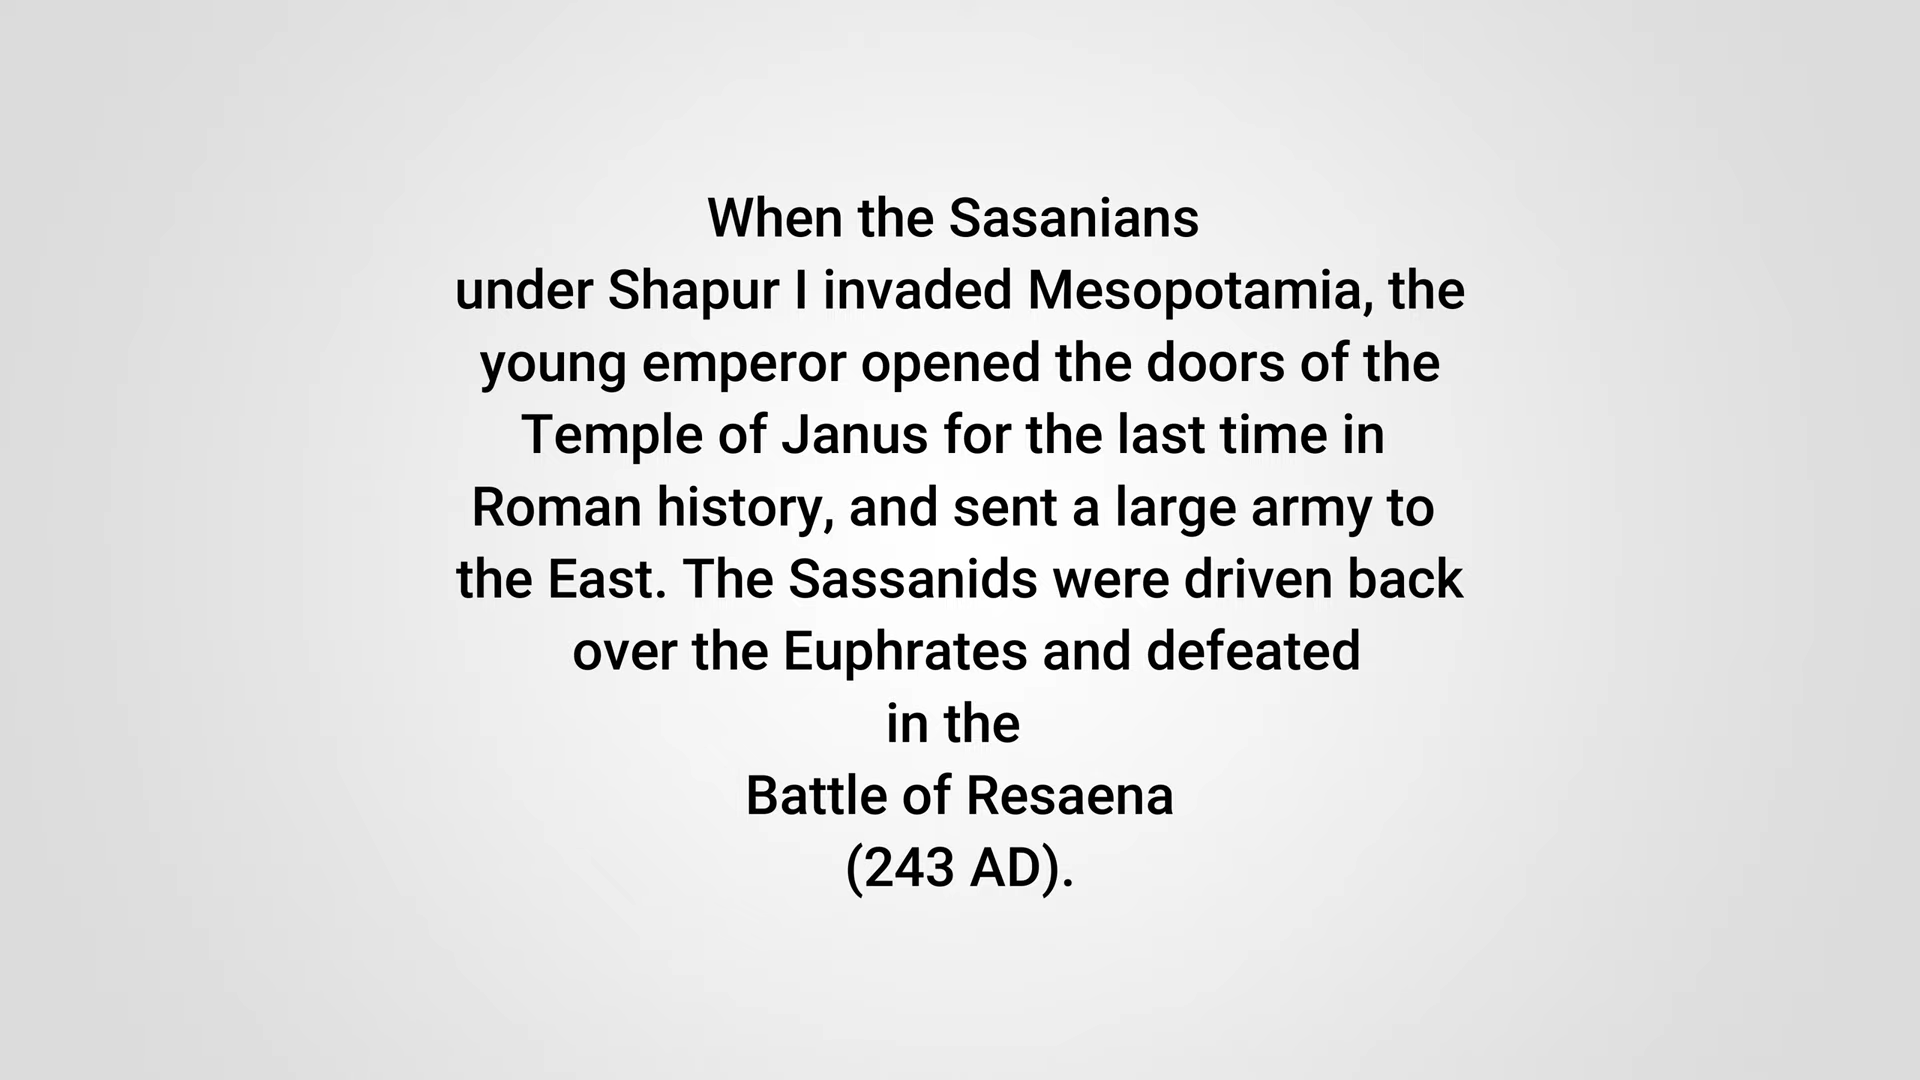 When the Sasanians
under Shapur I invaded Mesopotamia, the
young emperor opened the doors of the
Temple of Janus for the last time in
Roman history, and sent a large army to
the East. The Sassanids were driven back
over the Euphrates and defeated
in the
Battle of Resaena
(243 AD).